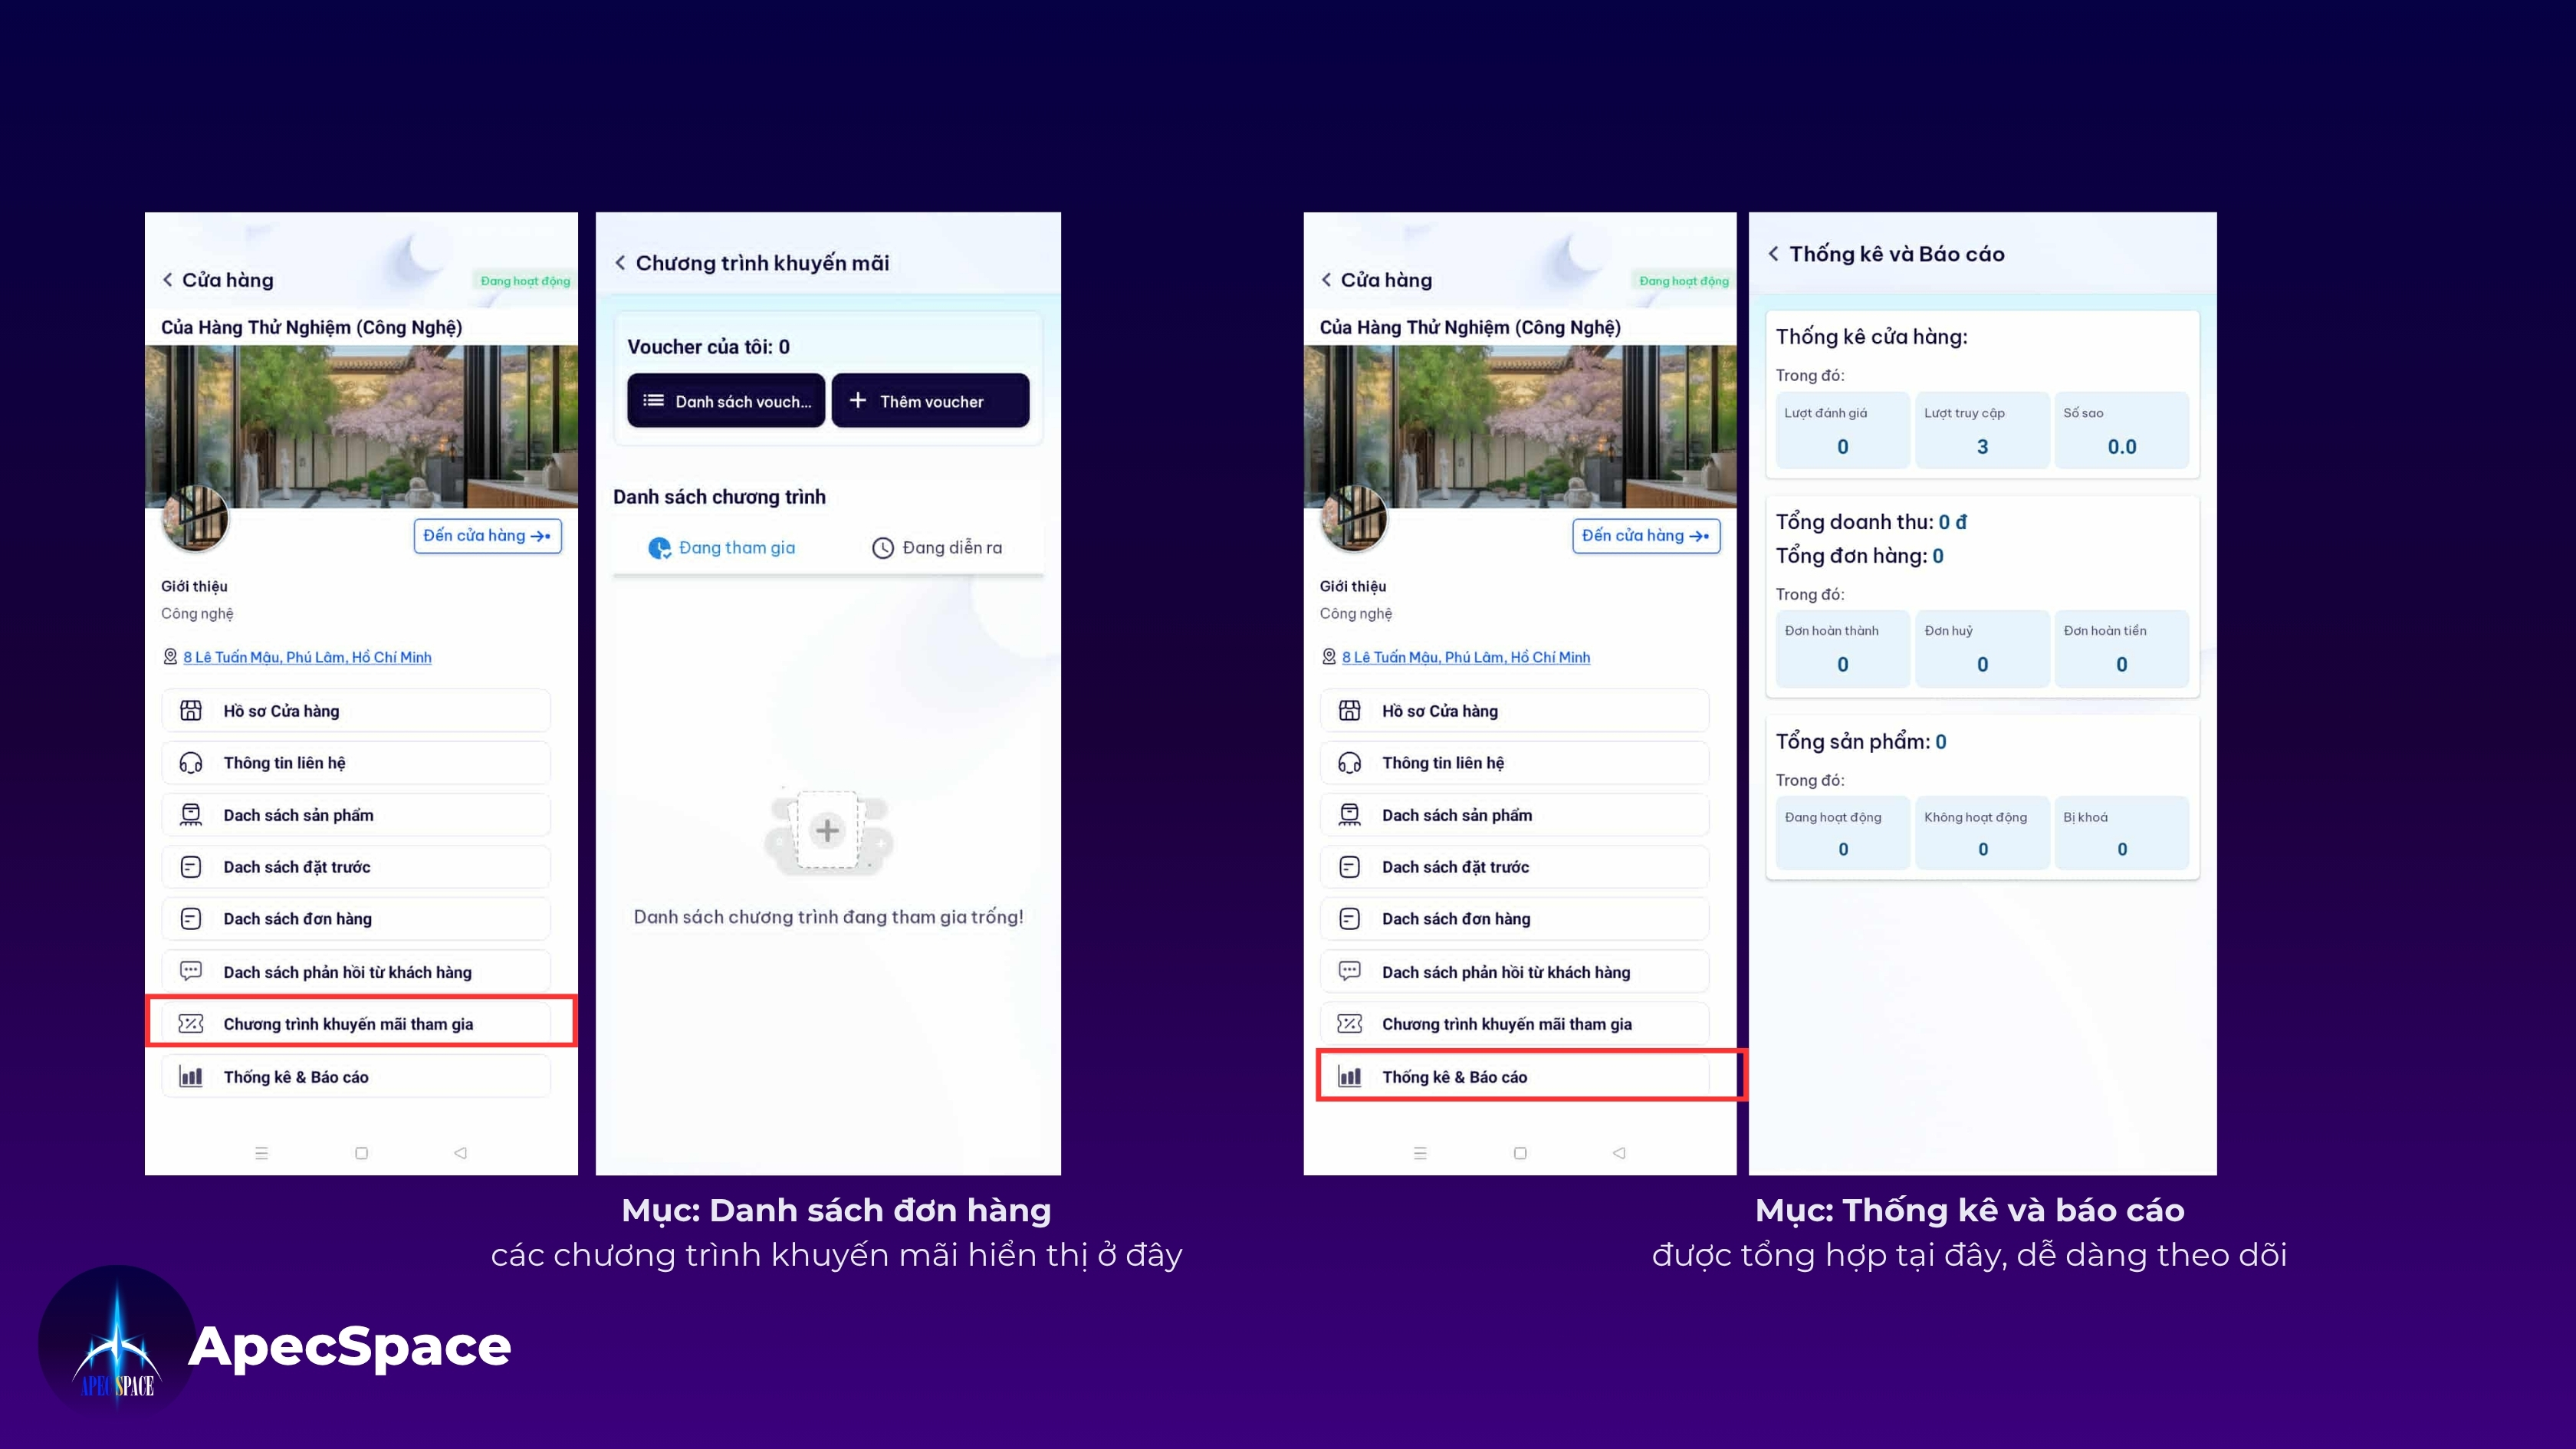 Cửa hàng
Đang hoạt động
Của Hàng Thử Nghiệm (Công Nghệ)
Đến cửa hàng
Giới thiệu
Công nghệ
8 Lê Tuấn Mậu, Phú Lâm, Hồ Chí Minh
Hồ sơ Cửa hàng
Thông tin liên hệ
Dach sách sản phẩm
Dach sách đặt trước
Dach sách đơn hàng
Dach sách phản hồi từ khách hàng
Chương trình khuyến mãi tham gia
Thống kê & Báo cáo
Chương trình khuyến mãi
Voucher của tôi: 0
Danh sách vouch...
Thêm voucher
Danh sách chương trình
Đang tham gia
Đang diễn ra
Danh sách chương trình đang tham gia trống!
Mục: Danh sách đơn hàng
các chương trình khuyến mãi hiển thị ở đây
Cửa hàng
Đang hoạt động
Của Hàng Thử Nghiệm (Công Nghệ)
Đến cửa hàng
Giới thiệu
Công nghệ
8 Lê Tuấn Mậu, Phú Lâm, Hồ Chí Minh
Hồ sơ Cửa hàng
Thông tin liên hệ
Dach sách sản phẩm
Dach sách đặt trước
Dach sách đơn hàng
Dach sách phản hồi từ khách hàng
Chương trình khuyến mãi tham gia
Thống kê & Báo cáo
Thống kê và Báo cáo
Thống kê cửa hàng:
Trong đó:
Lượt đánh giá Lượt truy cập Số sao
0 3 0.0
Tổng doanh thu: 0 đ
Tổng đơn hàng: 0
Trong đó:
Đơn hoàn thành Đơn huỷ Đơn hoàn tiền
0 0 0
Tổng sản phẩm: 0
Trong đó:
Đang hoạt động Không hoạt động Bị khoá
0 0 0
Mục: Thống kê và báo cáo
được tổng hợp tại đây, dễ dàng theo dõi
APECSPACE
ApecSpace